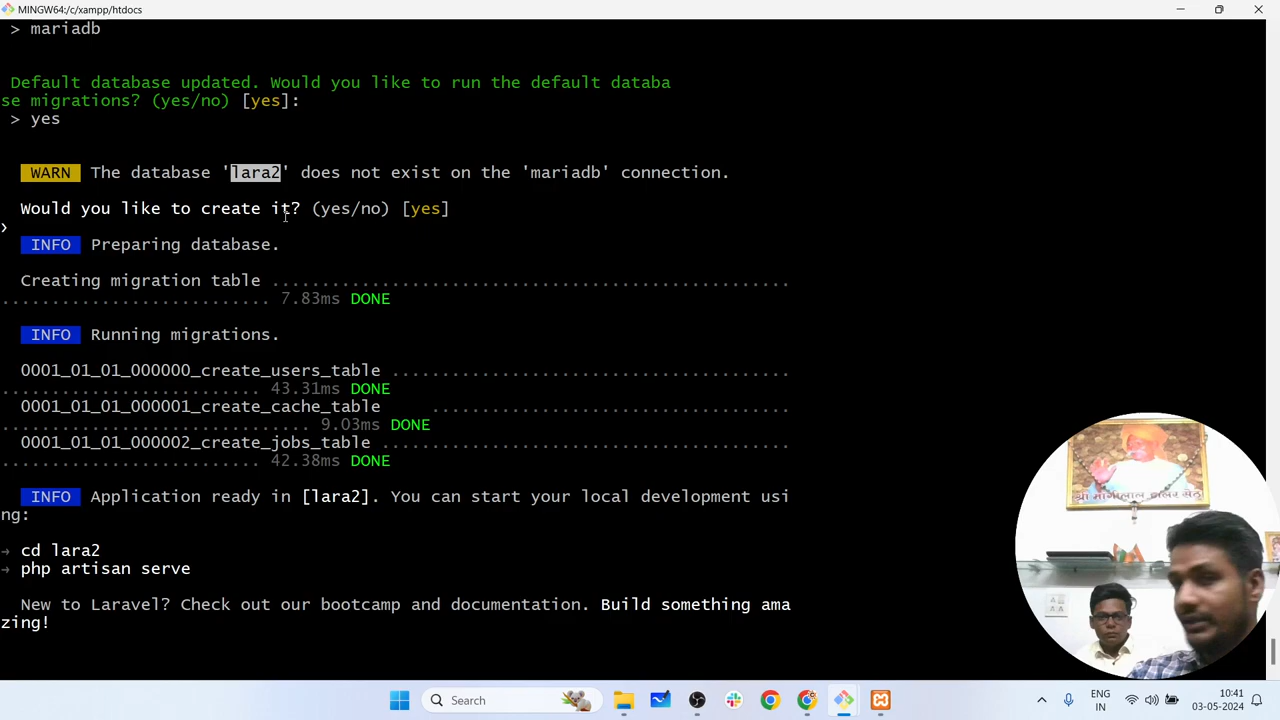 MINGW64:/c/xampp/htdocs
> mariadb
Default database updated. Would you like to run the default databa
se migrations? (yes/no) [yes]:
> yes
WARN The database 'lara2' does not exist on the 'mariadb' connection.
Would you like to create it? (yes/no) [yes]
❯
INFO Preparing database.
Creating migration table ....................................................
........................... 7.83ms DONE
INFO Running migrations.
0001_01_01_000000_create_users_table ........................................
.......................... 43.31ms DONE
0001_01_01_000001_create_cache_table ....................................
............................... 9.03ms DONE
0001_01_01_000002_create_jobs_table .........................................
.......................... 42.38ms DONE
INFO Application ready in [lara2]. You can start your local development usi
ng:
➜ cd lara2
➜ php artisan serve
New to Laravel? Check out our bootcamp and documentation. Build something ama
zing!
श्री मांगीलाल
सेठ
Search
ENG
IN
10:41
03-05-2024